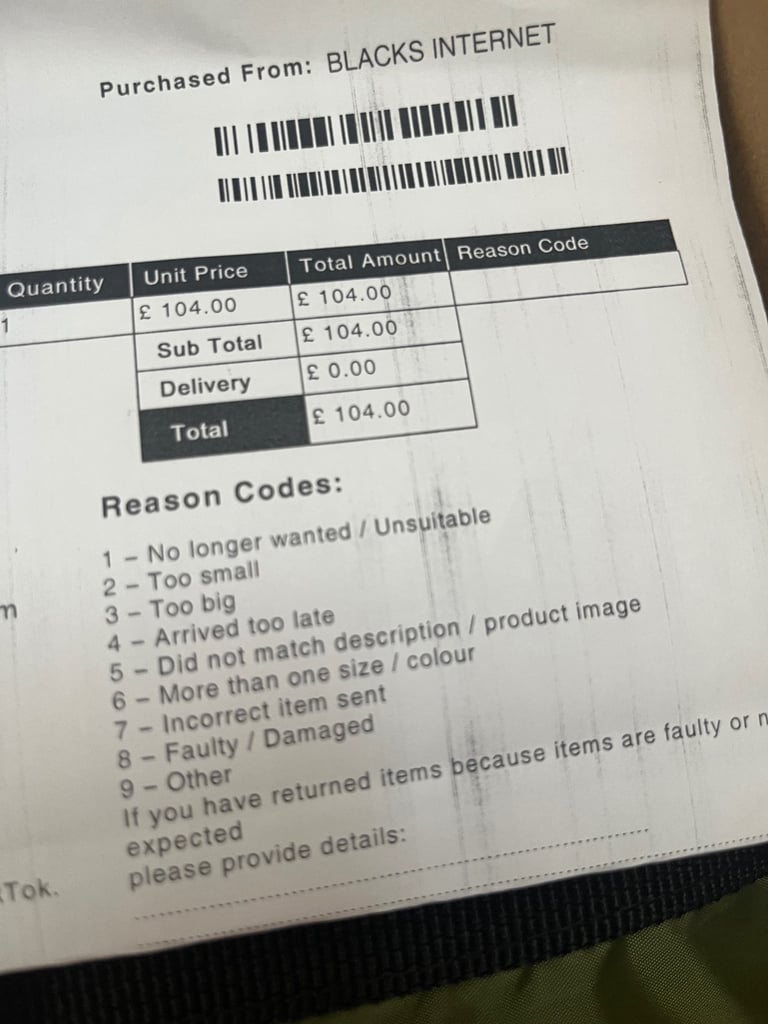 Purchased From: BLACKS INTERNET
Quantity Unit Price Total Amount Reason Code
1 £ 104.00 £ 104.00
Sub Total £ 104.00
Delivery £ 0.00
Total £ 104.00
Reason Codes:
1 – No longer wanted / Unsuitable
2 – Too small
3 – Too big
4 – Arrived too late
5 – Did not match description / product image
6 – More than one size / colour
7 – Incorrect item sent
8 – Faulty / Damaged
9 – Other
If you have returned items because items are faulty or
expected
please provide details:
Tok.